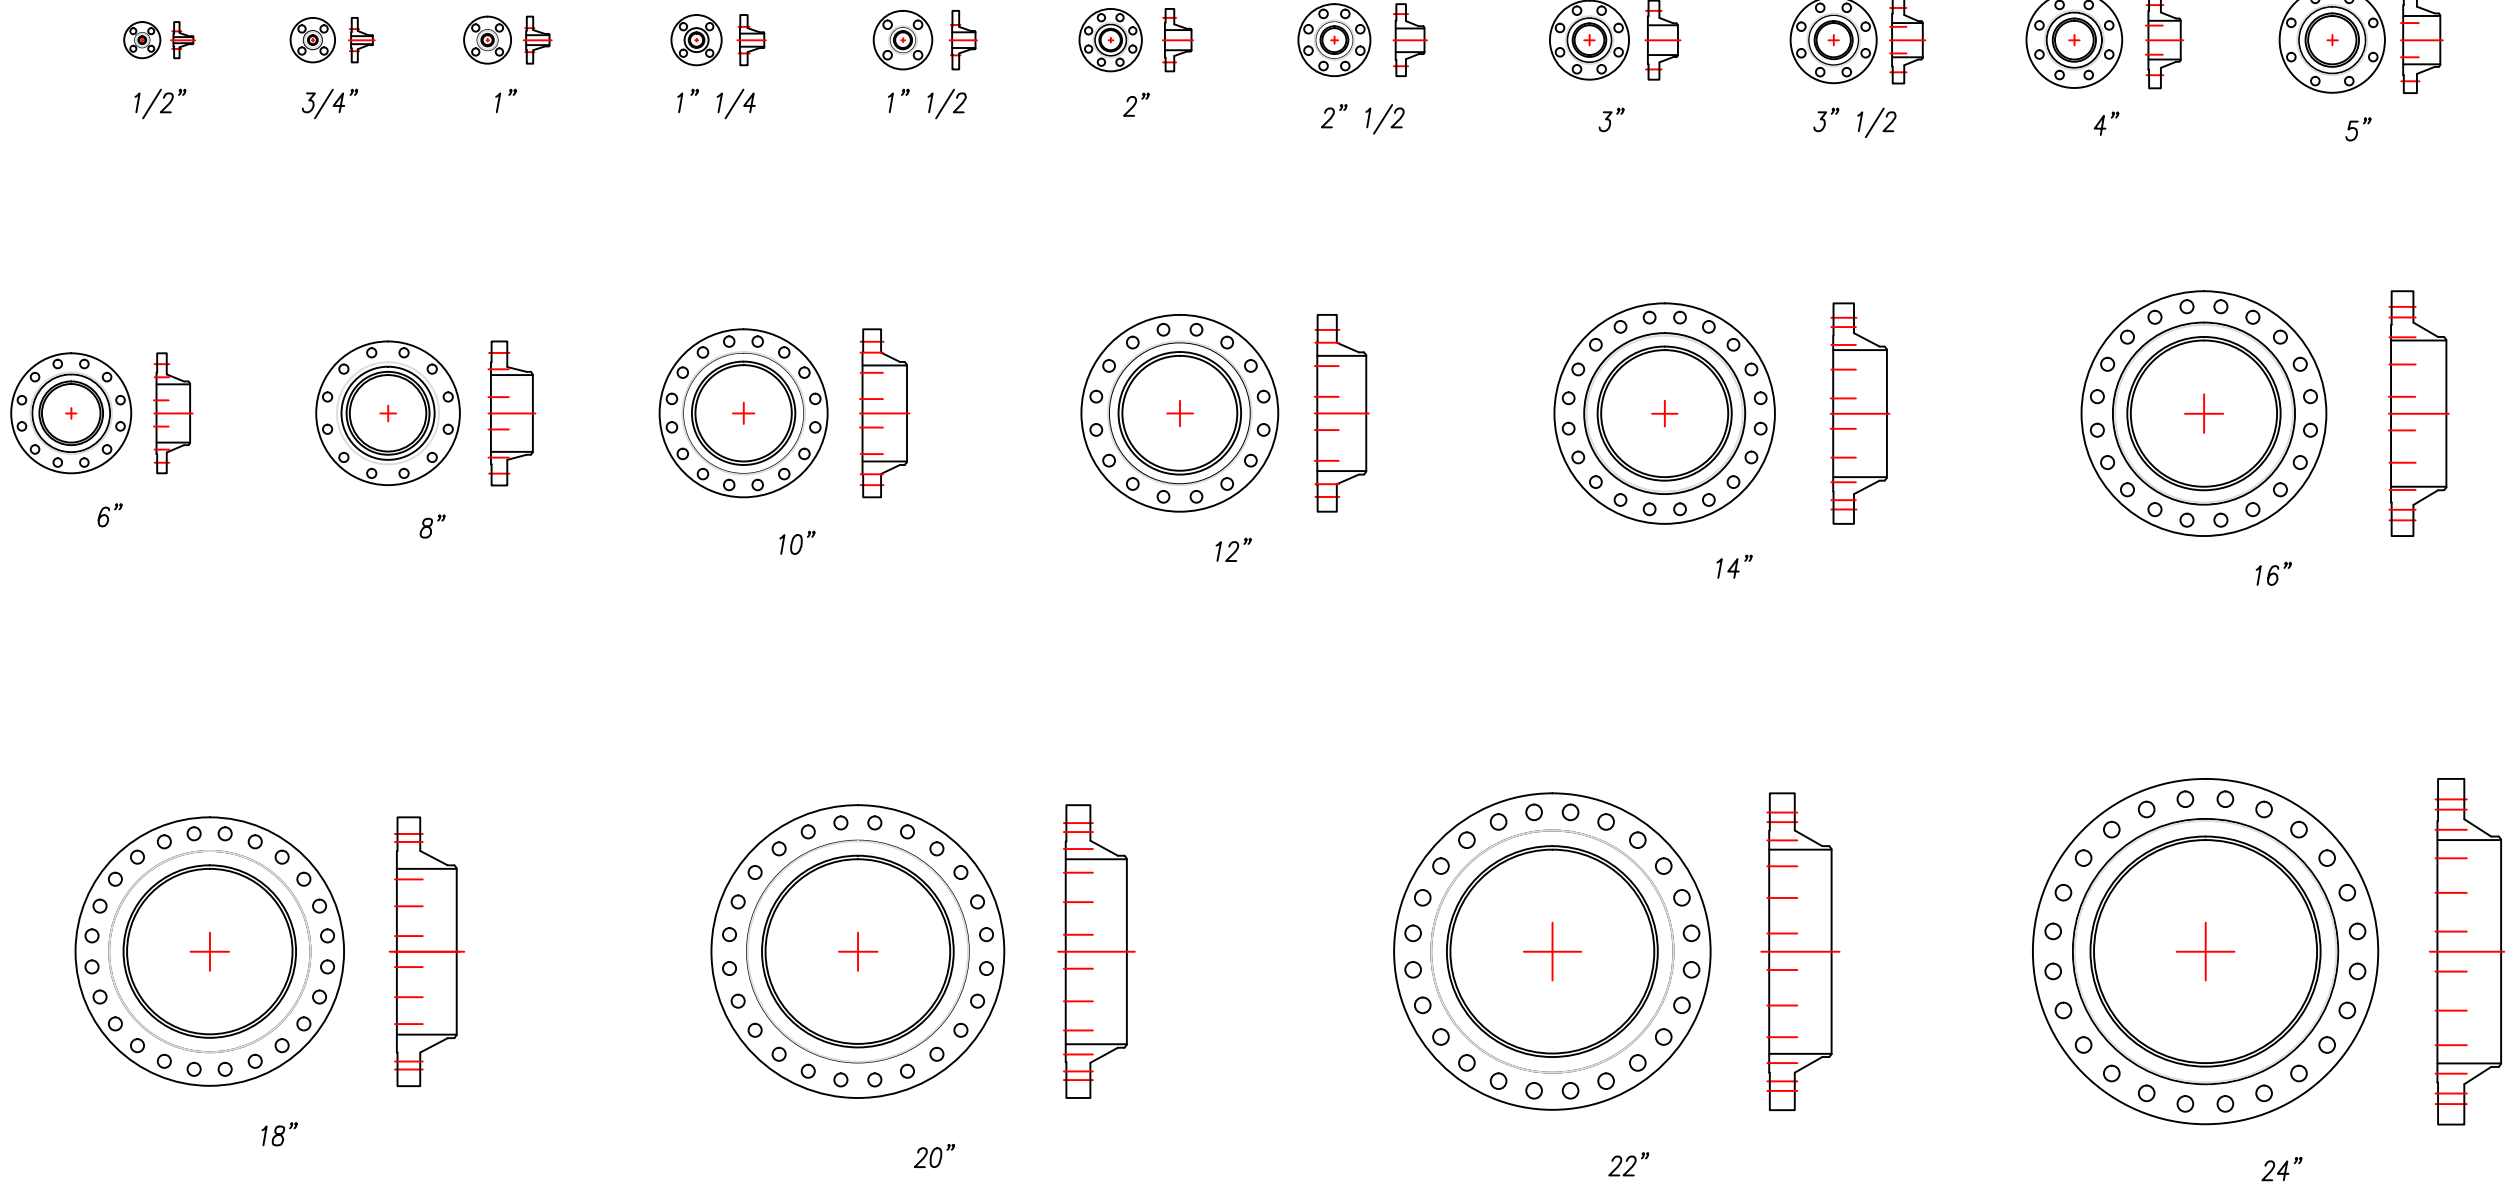 1/2” 3/4” 1” 1” 1/4 1” 1/2 2” 2” 1/2 3” 3” 1/2 4” 5”
6” 8” 10” 12” 14” 16”
18” 20” 22” 24”